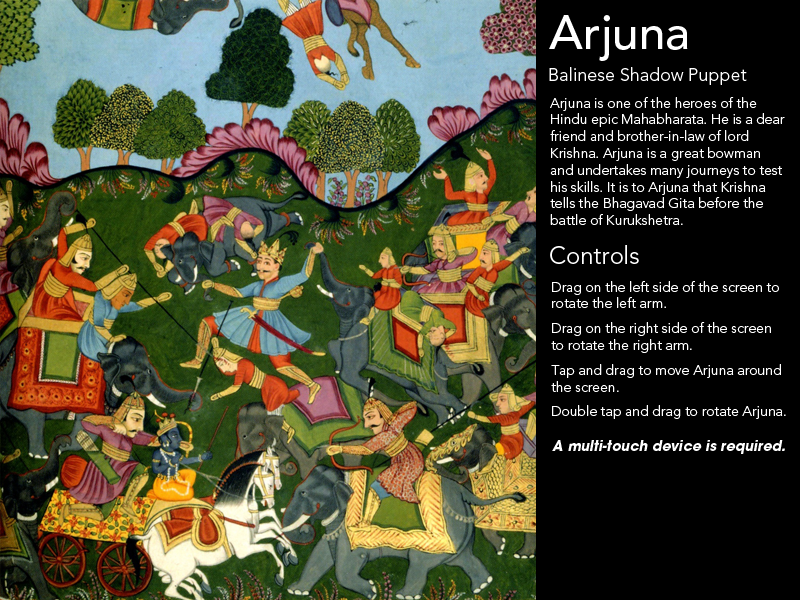 Arjuna
Balinese Shadow Puppet
Arjuna is one of the heroes of the
Hindu epic Mahabharata. He is a dear
friend and brother-in-law of lord
Krishna. Arjuna is a great bowman
and undertakes many journeys to test
his skills. It is to Arjuna that Krishna
tells the Bhagavad Gita before the
battle of Kurukshetra.
Controls
Drag on the left side of the screen to
rotate the left arm.
Drag on the right side of the screen
to rotate the right arm.
Tap and drag to move Arjuna around
the screen.
Double tap and drag to rotate Arjuna.
A multi-touch device is required.